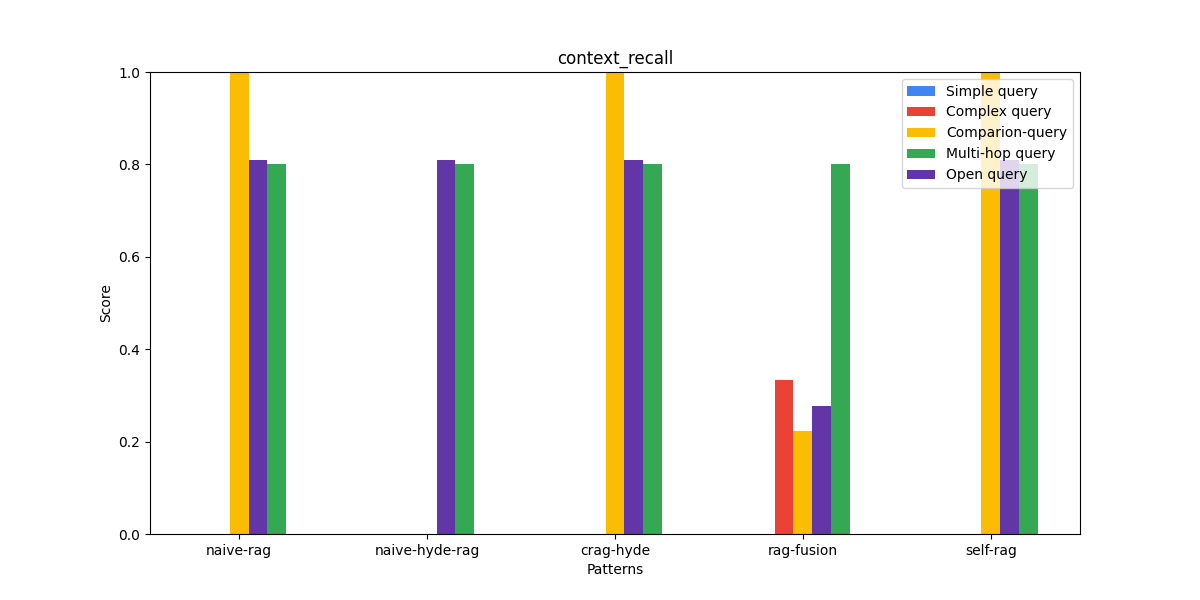 context_recall
1.0
0.8
0.6
0.4
0.2
0.0
Score
Simple query
Complex query
Comparion-query
Multi-hop query
Open query
naive-rag
naive-hyde-rag
crag-hyde
rag-fusion
self-rag
Patterns